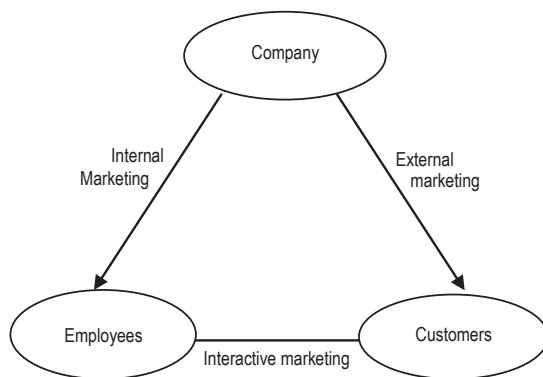 Company
Internal
Marketing
External
marketing
Employees
Customers
Interactive marketing